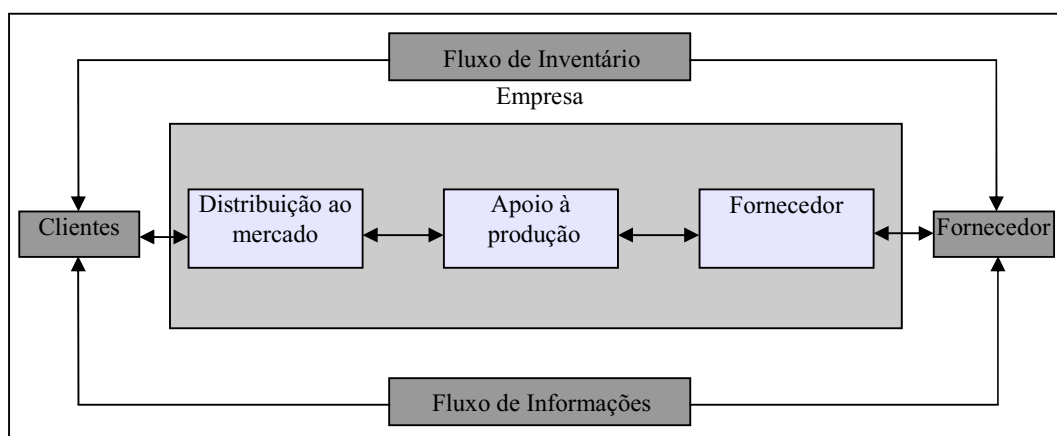 Fluxo de Inventário
Empresa
Distribuição ao
mercado
Apoio à
produção
Fornecedor
Clientes
Fornecedor
Fluxo de Informações